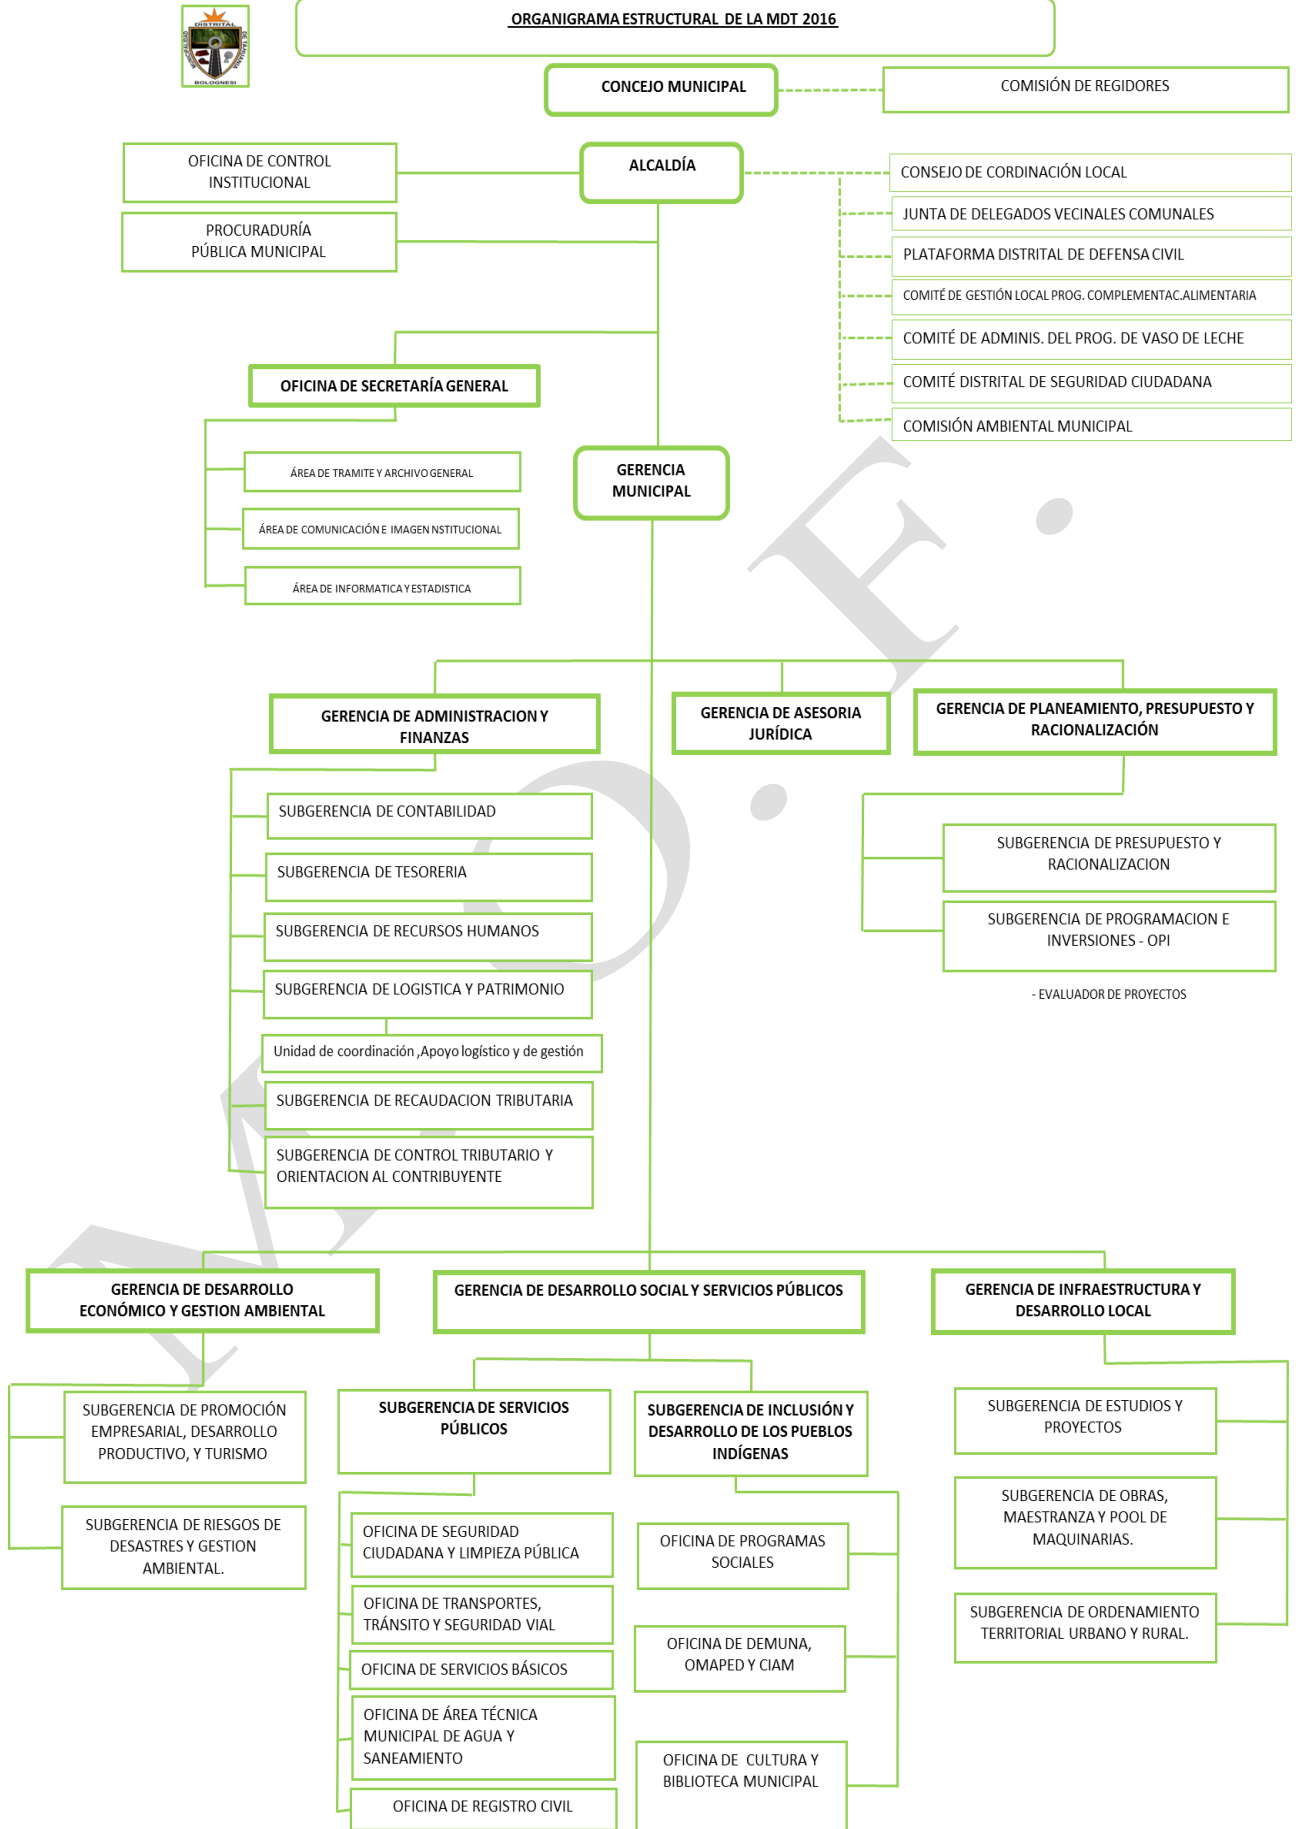 ORGANIGRAMA ESTRUCTURAL DE LA MDT 2016
MUNICIPALIDAD
DISTRITAL
DE TAHUANIA
BOLOGNESI
CONCEJO MUNICIPAL
COMISIÓN DE REGIDORES
OFICINA DE CONTROL
INSTITUCIONAL
ALCALDÍA
CONSEJO DE CORDINACIÓN LOCAL
JUNTA DE DELEGADOS VECINALES COMUNALES
PROCURADURÍA
PÚBLICA MUNICIPAL
PLATAFORMA DISTRITAL DE DEFENSA CIVIL
COMITÉ DE GESTIÓN LOCAL PROG. COMPLEMENTAC.ALIMENTARIA
COMITÉ DE ADMINIS. DEL PROG. DE VASO DE LECHE
COMITÉ DISTRITAL DE SEGURIDAD CIUDADANA
COMISIÓN AMBIENTAL MUNICIPAL
OFICINA DE SECRETARÍA GENERAL
ÁREA DE TRAMITE Y ARCHIVO GENERAL
ÁREA DE COMUNICACIÓN E IMAGEN NSTITUCIONAL
ÁREA DE INFORMATICA Y ESTADISTICA
GERENCIA
MUNICIPAL
GERENCIA DE ADMINISTRACION Y
FINANZAS
GERENCIA DE ASESORIA
JURÍDICA
GERENCIA DE PLANEAMIENTO, PRESUPUESTO Y
RACIONALIZACIÓN
SUBGERENCIA DE CONTABILIDAD
SUBGERENCIA DE TESORERIA
SUBGERENCIA DE RECURSOS HUMANOS
SUBGERENCIA DE LOGISTICA Y PATRIMONIO
Unidad de coordinación ,Apoyo logístico y de gestión
SUBGERENCIA DE RECAUDACION TRIBUTARIA
SUBGERENCIA DE CONTROL TRIBUTARIO Y
ORIENTACION AL CONTRIBUYENTE
SUBGERENCIA DE PRESUPUESTO Y
RACIONALIZACION
SUBGERENCIA DE PROGRAMACION E
INVERSIONES - OPI
- EVALUADOR DE PROYECTOS
M.O.F.
GERENCIA DE DESARROLLO
ECONÓMICO Y GESTION AMBIENTAL
GERENCIA DE DESARROLLO SOCIAL Y SERVICIOS PÚBLICOS
GERENCIA DE INFRAESTRUCTURA Y
DESARROLLO LOCAL
SUBGERENCIA DE PROMOCIÓN
EMPRESARIAL, DESARROLLO
PRODUCTIVO, Y TURISMO
SUBGERENCIA DE RIESGOS DE
DESASTRES Y GESTION
AMBIENTAL.
SUBGERENCIA DE SERVICIOS
PÚBLICOS
OFICINA DE SEGURIDAD
CIUDADANA Y LIMPIEZA PÚBLICA
OFICINA DE TRANSPORTES,
TRÁNSITO Y SEGURIDAD VIAL
OFICINA DE SERVICIOS BÁSICOS
OFICINA DE ÁREA TÉCNICA
MUNICIPAL DE AGUA Y
SANEAMIENTO
OFICINA DE REGISTRO CIVIL
SUBGERENCIA DE INCLUSIÓN Y
DESARROLLO DE LOS PUEBLOS
INDÍGENAS
OFICINA DE PROGRAMAS
SOCIALES
OFICINA DE DEMUNA,
OMAPED Y CIAM
OFICINA DE CULTURA Y
BIBLIOTECA MUNICIPAL
SUBGERENCIA DE ESTUDIOS Y
PROYECTOS
SUBGERENCIA DE OBRAS,
MAESTRANZA Y POOL DE
MAQUINARIAS.
SUBGERENCIA DE ORDENAMIENTO
TERRITORIAL URBANO Y RURAL.